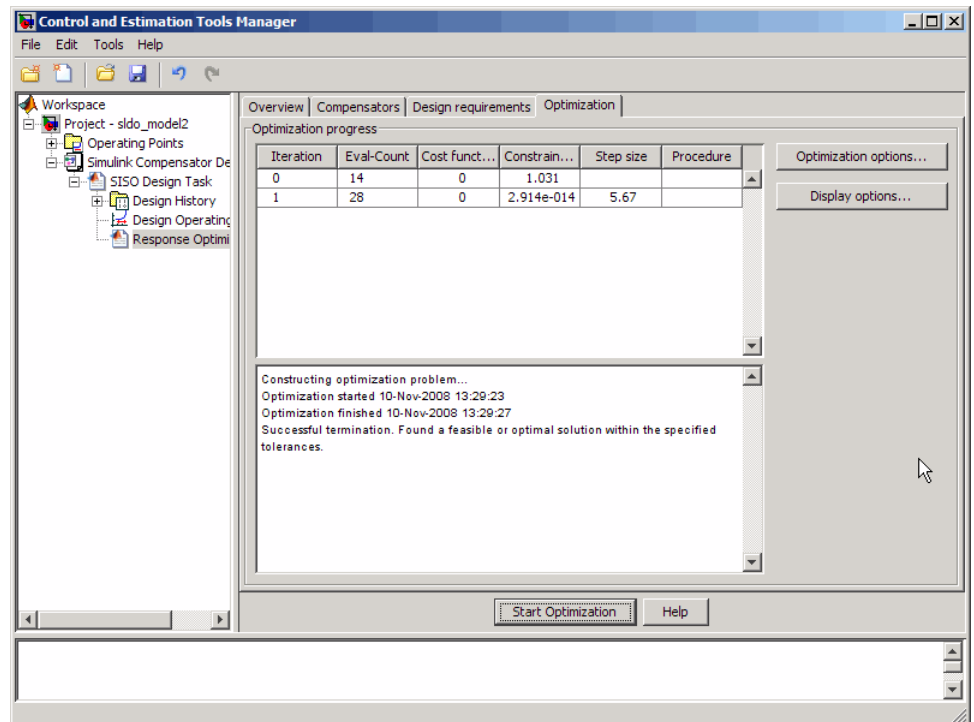 Control and Estimation Tools Manager
File Edit Tools Help
Workspace
Project - sldo_model2
Operating Points
Simulink Compensator De
SISO Design Task
Design History
Design Operating
Response Optimi
Overview Compensators Design requirements Optimization
Optimization progress
Iteration Eval-Count Cost funct... Constrain... Step size Procedure
0 14 0 1.031
1 28 0 2.914e-014 5.67
Optimization options...
Display options...
Constructing optimization problem...
Optimization started 10-Nov-2008 13:29:23
Optimization finished 10-Nov-2008 13:29:27
Successful termination. Found a feasible or optimal solution within the specified
tolerances.
Start Optimization Help